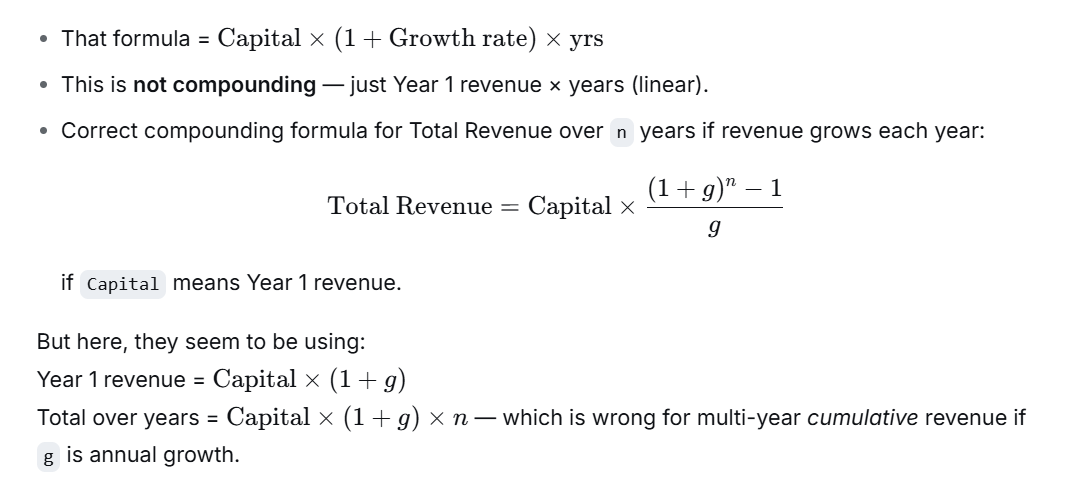 • That formula = Capital × (1 + Growth rate) × yrs
• This is not compounding — just Year 1 revenue × years (linear).
• Correct compounding formula for Total Revenue over n years if revenue grows each year:
Total Revenue = Capital × ((1 + g)^n − 1) / g
if Capital means Year 1 revenue.
But here, they seem to be using:
Year 1 revenue = Capital × (1 + g)
Total over years = Capital × (1 + g) × n — which is wrong for multi-year cumulative revenue if
g is annual growth.